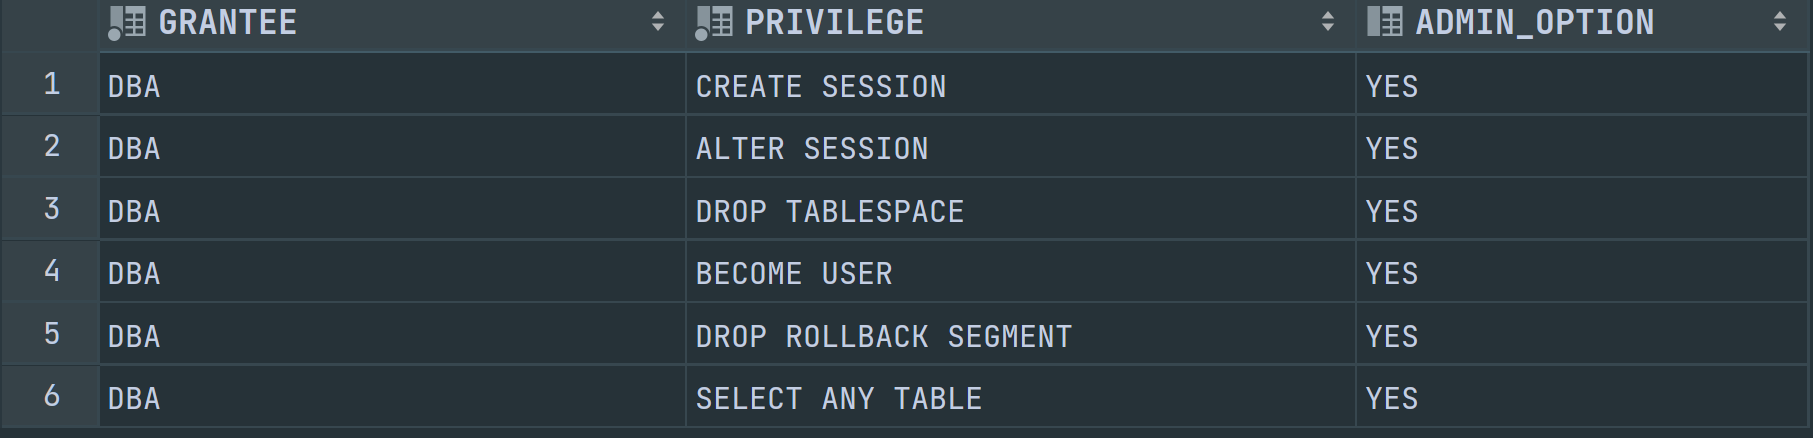 GRANTEE PRIVILEGE ADMIN_OPTION
1 DBA CREATE SESSION YES
2 DBA ALTER SESSION YES
3 DBA DROP TABLESPACE YES
4 DBA BECOME USER YES
5 DBA DROP ROLLBACK SEGMENT YES
6 DBA SELECT ANY TABLE YES